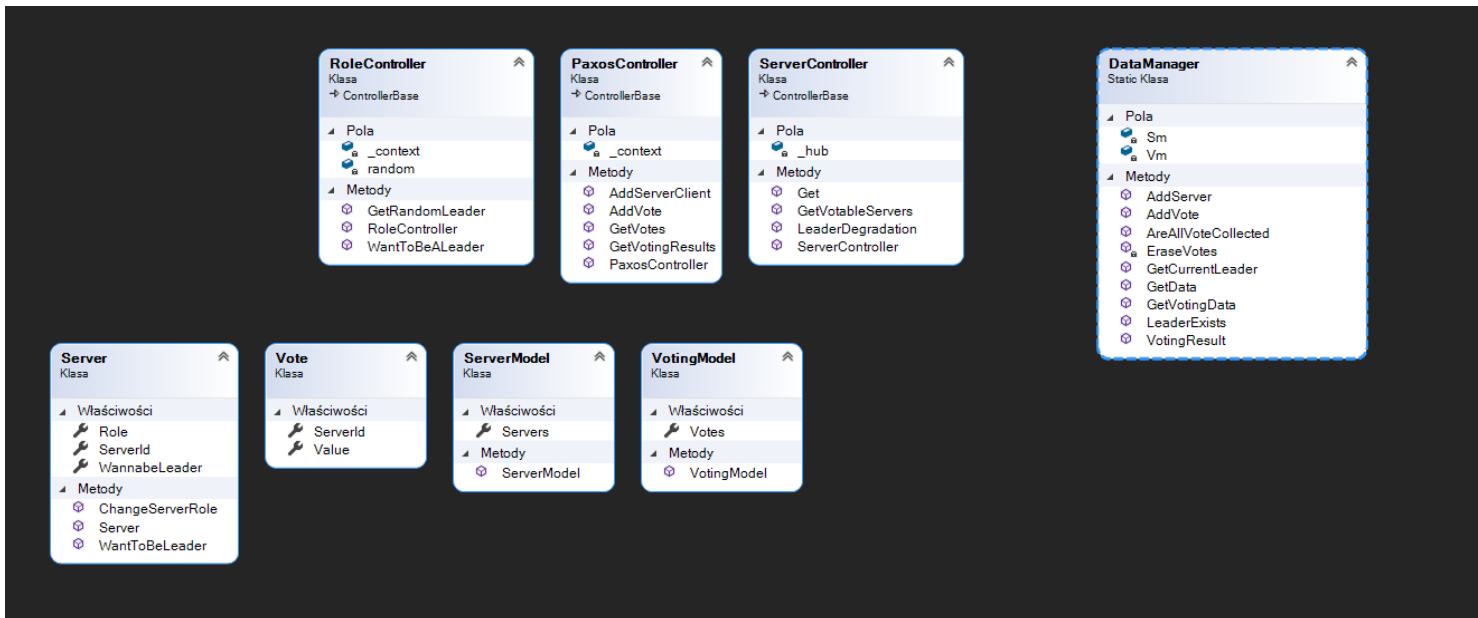 RoleController
Klasa
ControllerBase
Pola
_context
random
Metody
GetRandomLeader
RoleController
WantToBeALeader
PaxosController
Klasa
ControllerBase
Pola
_context
Metody
AddServerClient
AddVote
GetVotes
GetVotingResults
PaxosController
ServerController
Klasa
ControllerBase
Pola
_hub
Metody
Get
GetVotableServers
LeaderDegradation
ServerController
DataManager
Static Klasa
Pola
Sm
Vm
Metody
AddServer
AddVote
AreAllVoteCollected
EraseVotes
GetCurrentLeader
GetData
GetVotingData
LeaderExists
VotingResult
Server
Klasa
Właściwości
Role
ServerId
WannabeLeader
Metody
ChangeServerRole
Server
WantToBeLeader
Vote
Klasa
Właściwości
ServerId
Value
ServerModel
Klasa
Właściwości
Servers
Metody
ServerModel
VotingModel
Klasa
Właściwości
Votes
Metody
VotingModel